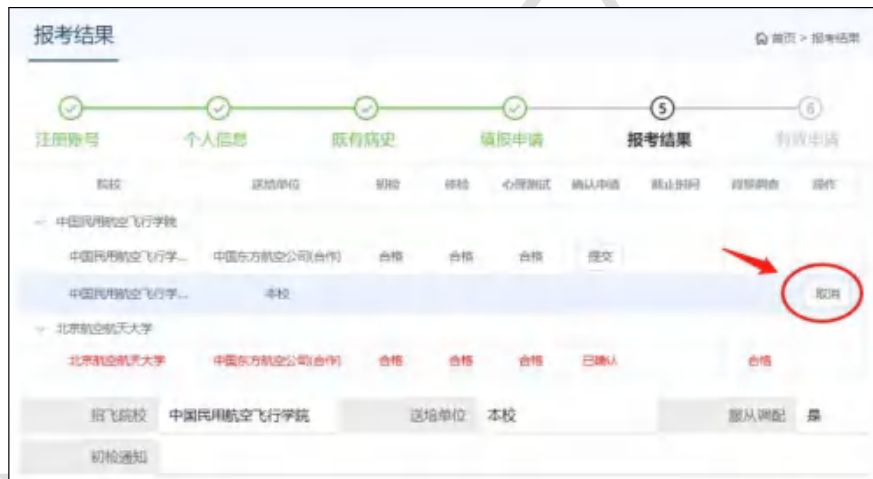 报考结果
首页 > 报考结果
5 6
注册账号 个人信息 既有病史 填报申请 报考结果 有效申请
院校 送培单位 初检 体检 心理测试 确认申请 截止时间 背景调查 操作
中国民用航空飞行学院
中国民用航空飞行学... 中国东方航空公司(合作) 合格 合格 合格 提交
中国民用航空飞行学... 本校 取消
北京航空航天大学
北京航空航天大学 中国东方航空公司(合作) 合格 合格 合格 已确认 合格
招飞院校 中国民用航空飞行学院 送培单位 本校 服从调配 是
初检通知